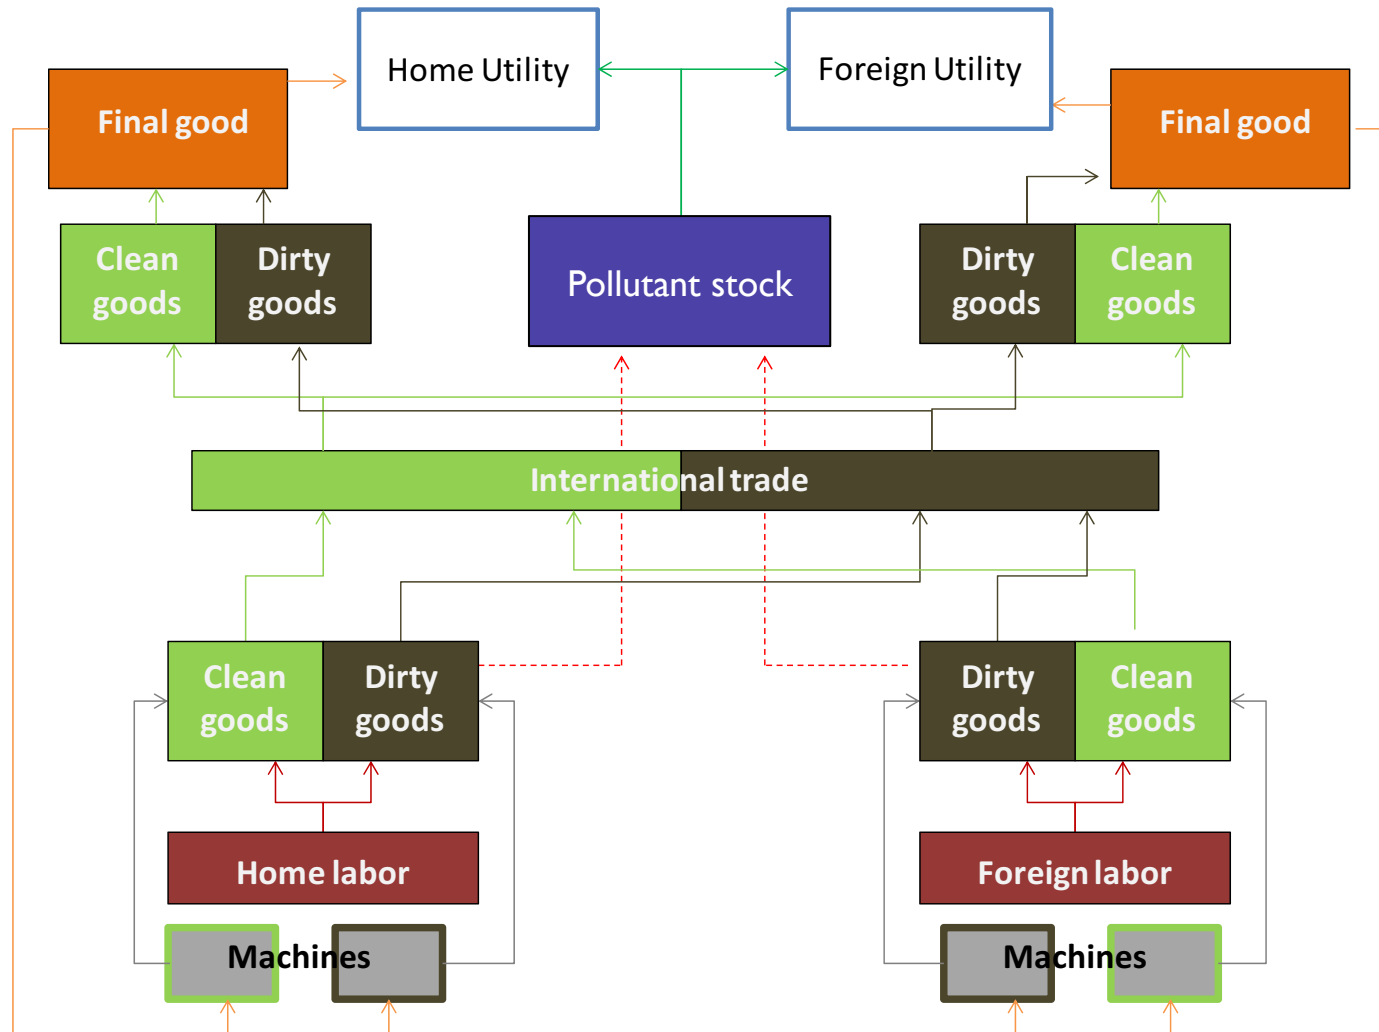 Home Utility
Foreign Utility
Final good
Final good
Clean
goods
Dirty
goods
Pollutant stock
Dirty
goods
Clean
goods
International trade
Clean
goods
Dirty
goods
Dirty
goods
Clean
goods
Home labor
Foreign labor
Machines
Machines